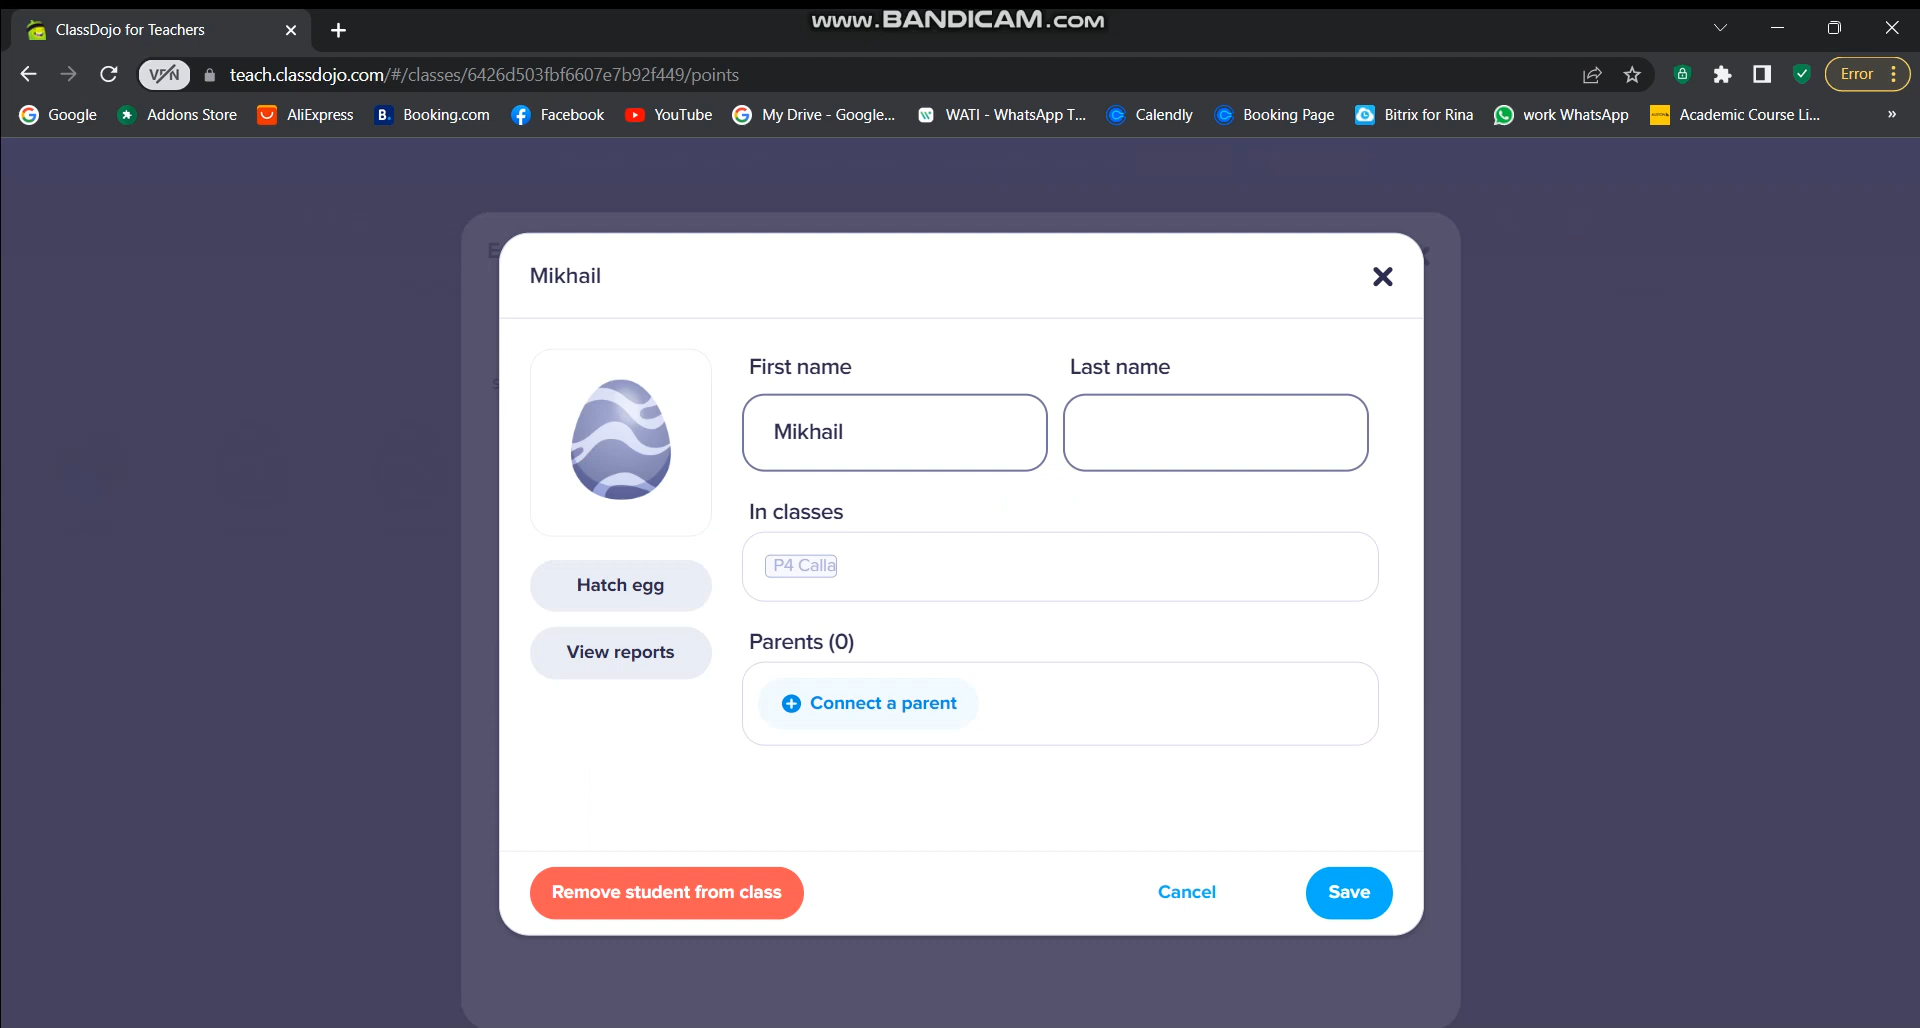 www.BANDICAM.com
ClassDojo for Teachers
VPN teach.classdojo.com/#/classes/6426d503fbf6607e7b92f449/points Error
Google Addons Store AliExpress Booking.com Facebook YouTube My Drive - Google... WATI - WhatsApp T... Calendly Booking Page Bitrix for Rina work WhatsApp Academic Course Li... »
Mikhail
First name Last name
Mikhail
In classes
P4 Calla
Hatch egg
Parents (0)
View reports
Connect a parent
Remove student from class Cancel Save